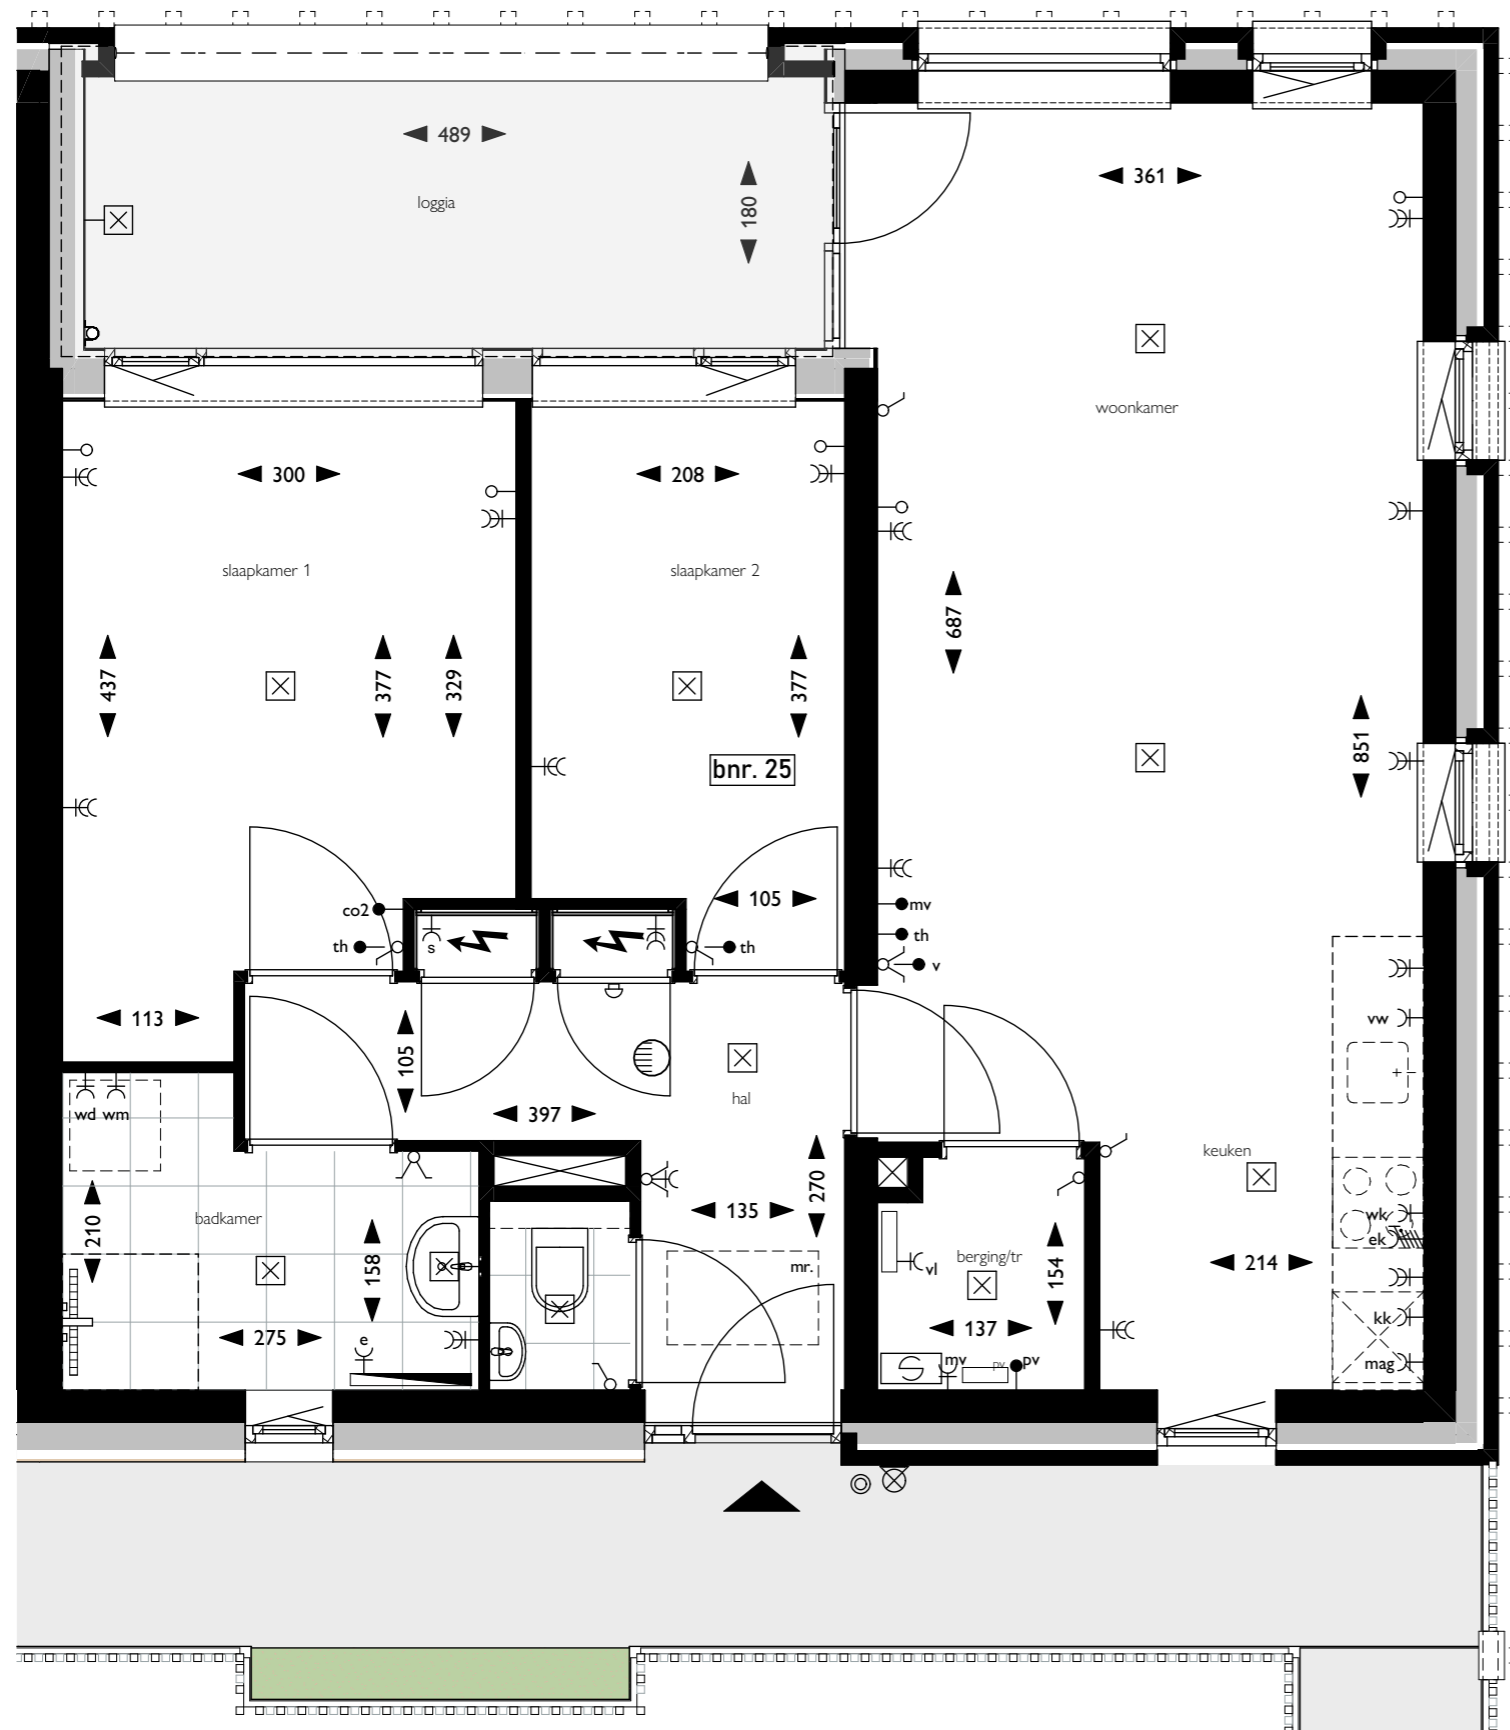 489
361
180
loggia
woonkamer
300
208
slaapkamer 1
slaapkamer 2
687
437
377
329
377
851
bnr. 25
105
co2
mv
th
s
th
th
v
113
vw
105
hal
wd wm
397
keuken
210
badkamer
135
270
wk
ek
158
mr.
berging/tr
vl
154
214
275
e
137
kk
S
mv
pv
pv
mag